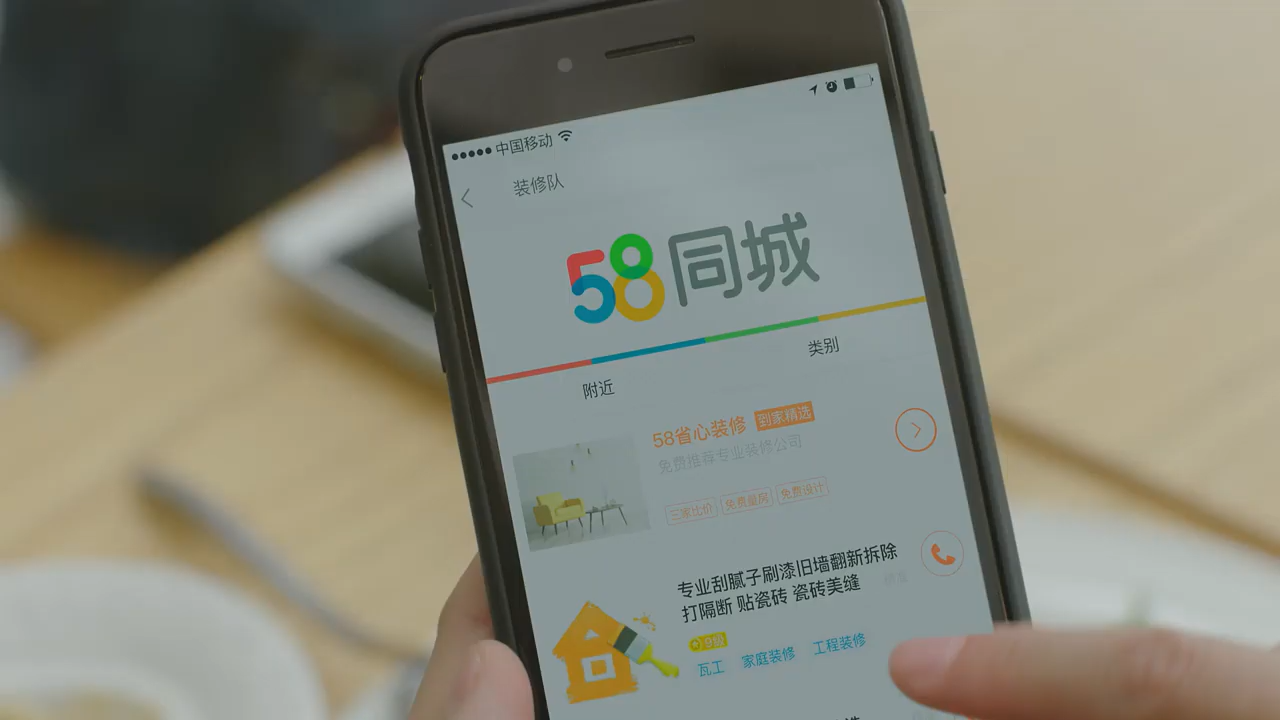 中国移动
装修队
58同城
附近 类别
58省心装修 到家精选
免费推荐专业装修公司
三家比价 免费量房 免费设计
专业刮腻子刷漆旧墙翻新拆除
打隔断 贴瓷砖 瓷砖美缝
9级
瓦工 家庭装修 工程装修